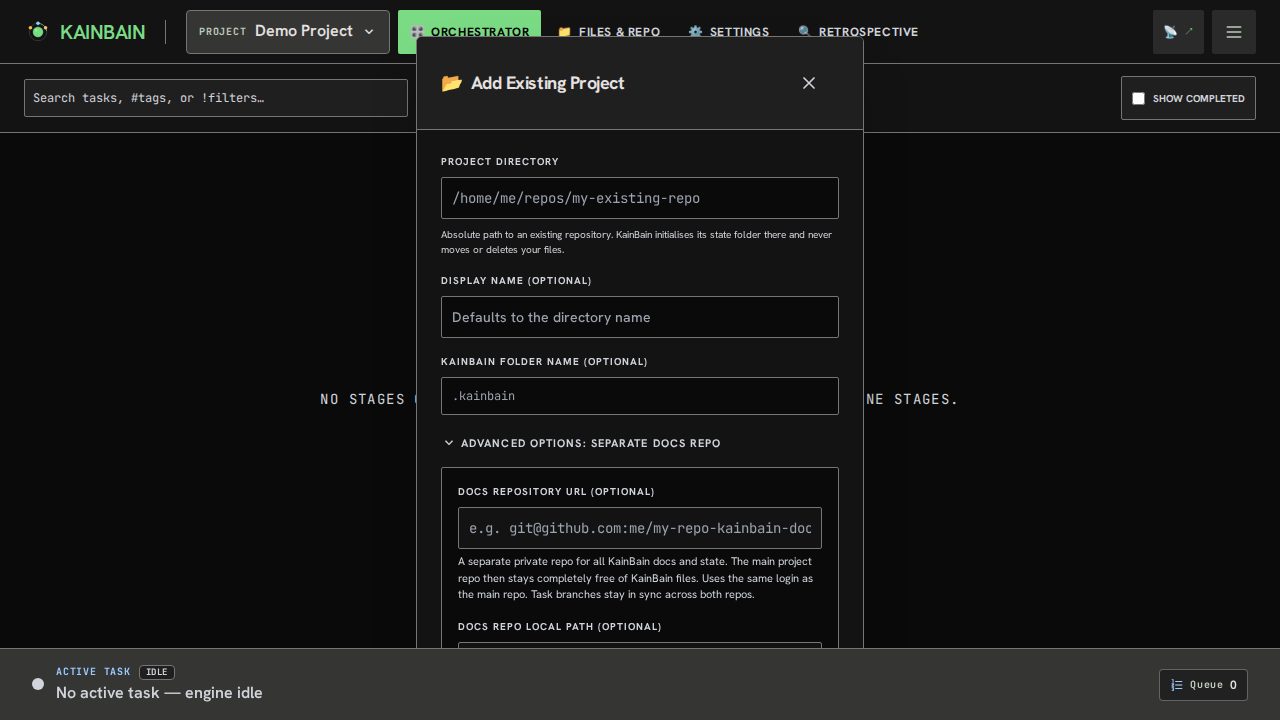 KAINBAIN
PROJECT Demo Project
ORCHESTRATOR
FILES & REPO
SETTINGS
RETROSPECTIVE
Search tasks, #tags, or !filters…
SHOW COMPLETED
Add Existing Project
PROJECT DIRECTORY
/home/me/repos/my-existing-repo
Absolute path to an existing repository. KainBain initialises its state folder there and never
moves or deletes your files.
DISPLAY NAME (OPTIONAL)
Defaults to the directory name
KAINBAIN FOLDER NAME (OPTIONAL)
.kainbain
NO STAGES
NE STAGES.
ADVANCED OPTIONS: SEPARATE DOCS REPO
DOCS REPOSITORY URL (OPTIONAL)
e.g. git@github.com:me/my-repo-kainbain-doc
A separate private repo for all KainBain docs and state. The main project
repo then stays completely free of KainBain files. Uses the same login as
the main repo. Task branches stay in sync across both repos.
DOCS REPO LOCAL PATH (OPTIONAL)
ACTIVE TASK IDLE
No active task — engine idle
Queue 0